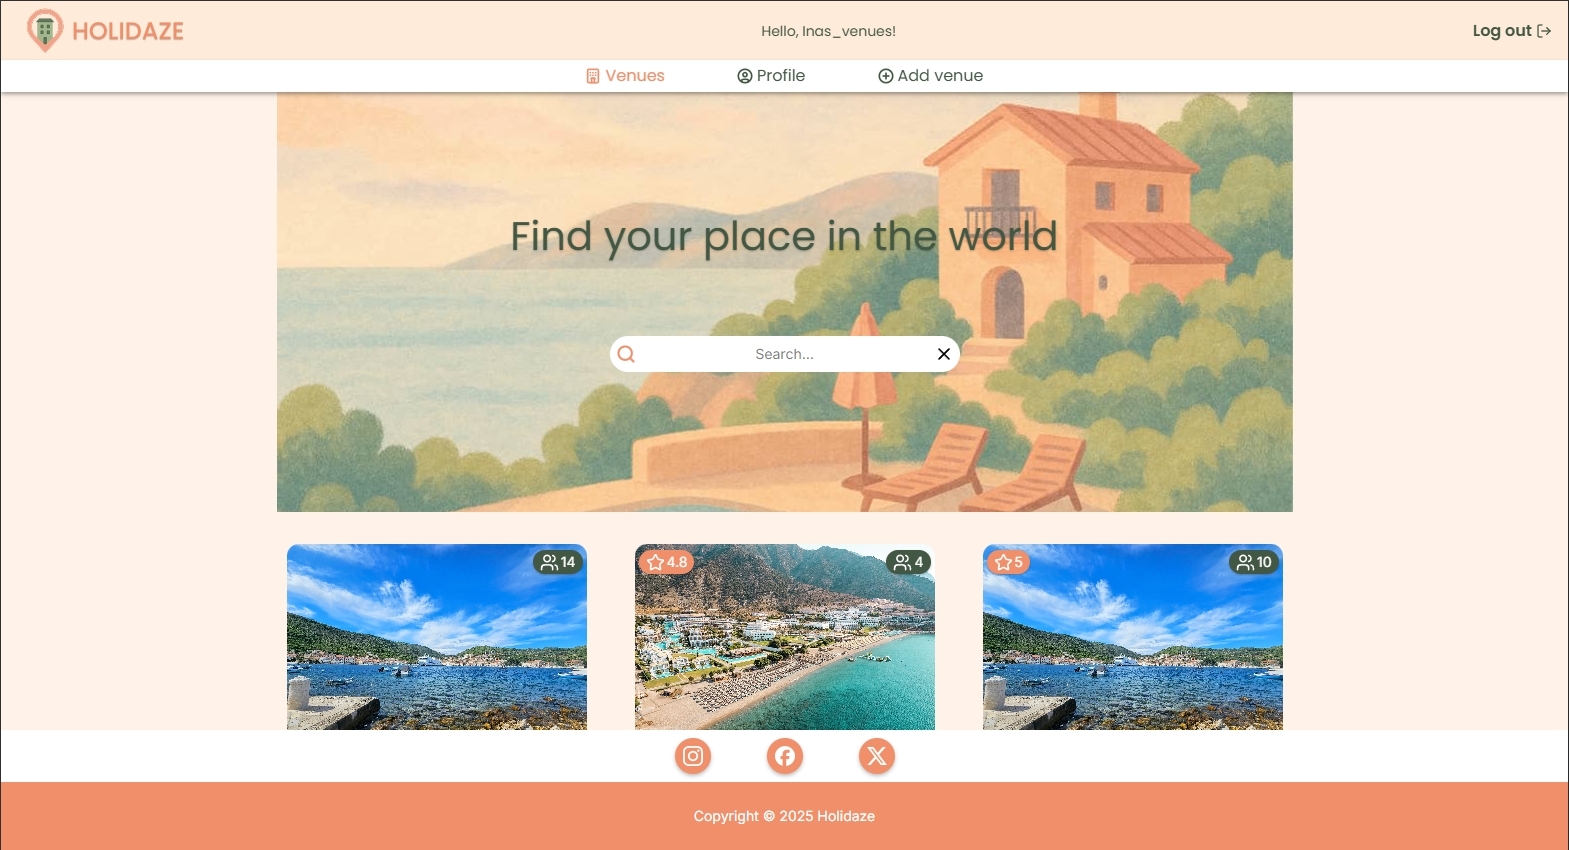 HOLIDAZE
Hello, Inas_venues!
Log out
Venues
Profile
Add venue
Find your place in the world
Search...
14
4.8
4
5
10
Copyright © 2025 Holidaze